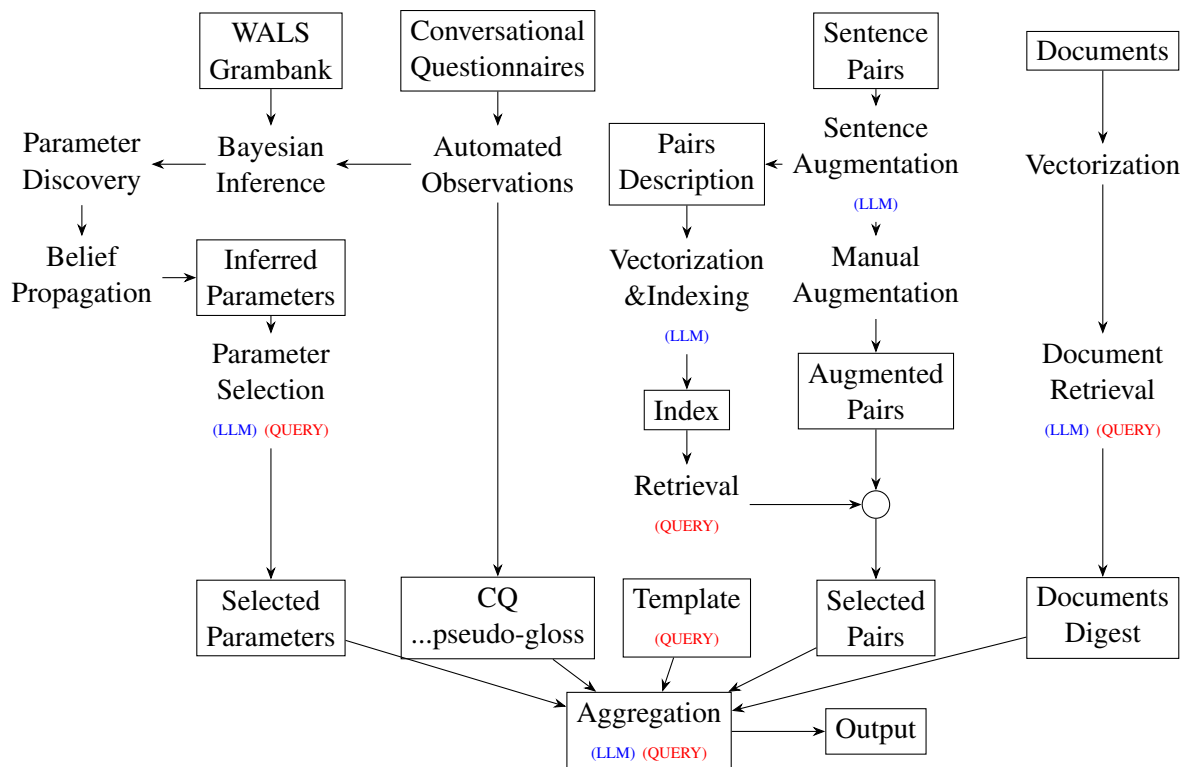 WALS
Grambank
Conversational
Questionnaires
Sentence
Pairs
Documents
Parameter
Discovery
Bayesian
Inference
Automated
Observations
Pairs
Description
Sentence
Augmentation
(LLM)
Vectorization
Belief
Propagation
Inferred
Parameters
Vectorization
&Indexing
(LLM)
Manual
Augmentation
Parameter
Selection
(LLM) (QUERY)
Index
Augmented
Pairs
Document
Retrieval
(LLM) (QUERY)
Retrieval
(QUERY)
Selected
Parameters
CQ
...pseudo-gloss
Template
(QUERY)
Selected
Pairs
Documents
Digest
Aggregation
(LLM) (QUERY)
Output